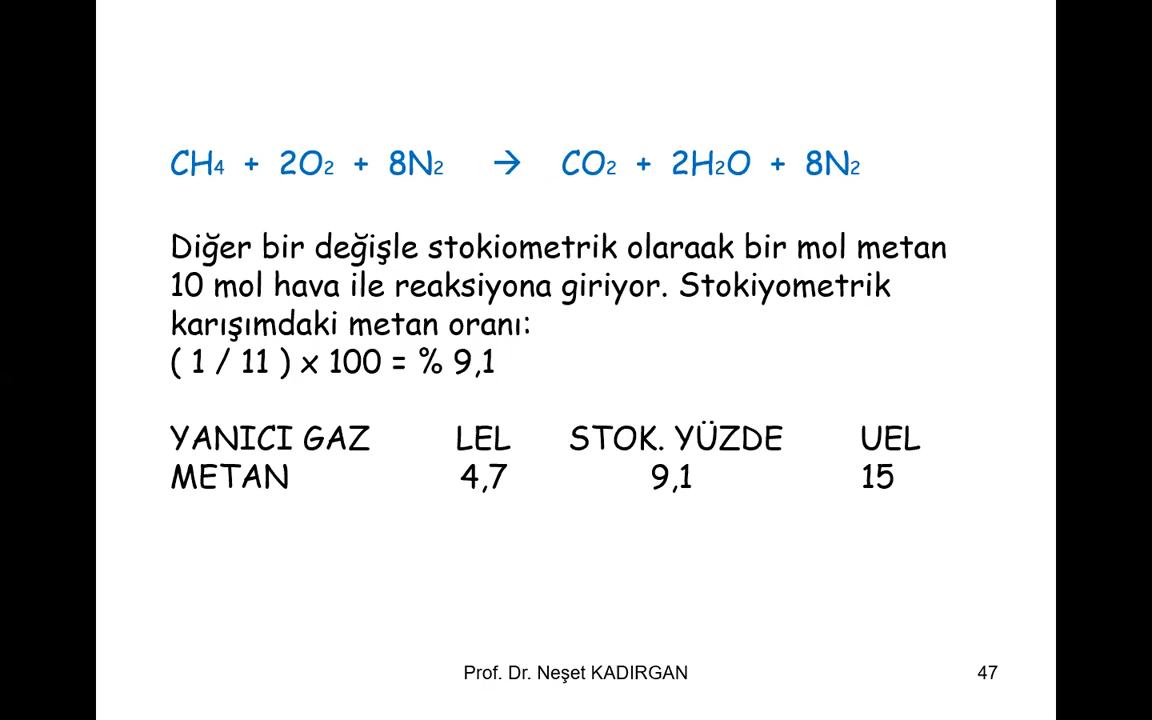 CH4 + 2O2 + 8N2 → CO2 + 2H2O + 8N2
Diğer bir değişle stokiometrik olaraak bir mol metan
10 mol hava ile reaksiyona giriyor. Stokiyometrik
karışımdaki metan oranı:
( 1 / 11 ) x 100 = % 9,1
YANICI GAZ LEL STOK. YÜZDE UEL
METAN 4,7 9,1 15
Prof. Dr. Neşet KADIRGAN 47